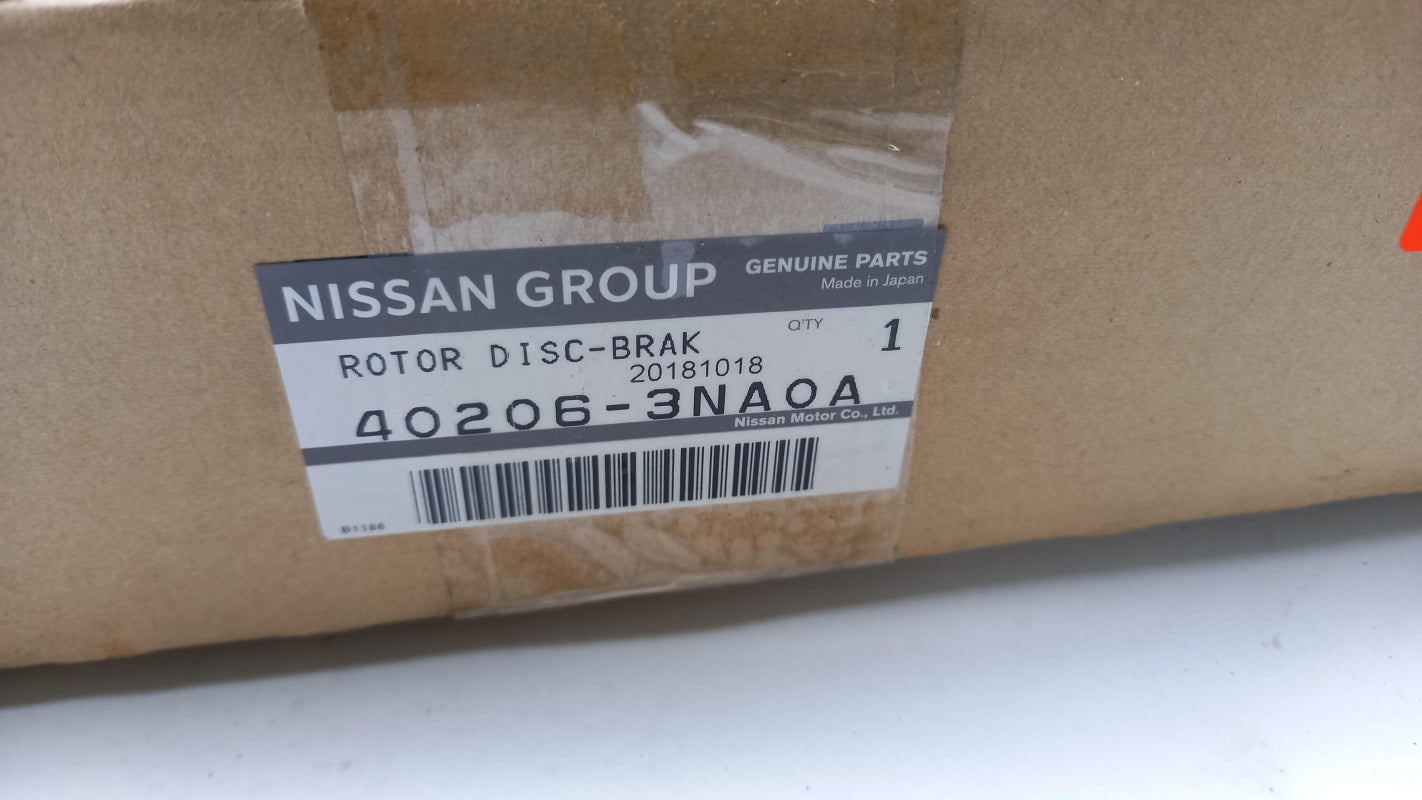 NISSAN GROUP
GENUINE PARTS
Made in Japan
Q'TY 1
ROTOR DISC-BRAK
20181018
40206-3NA0A
Nissan Motor Co., Ltd.
B1186